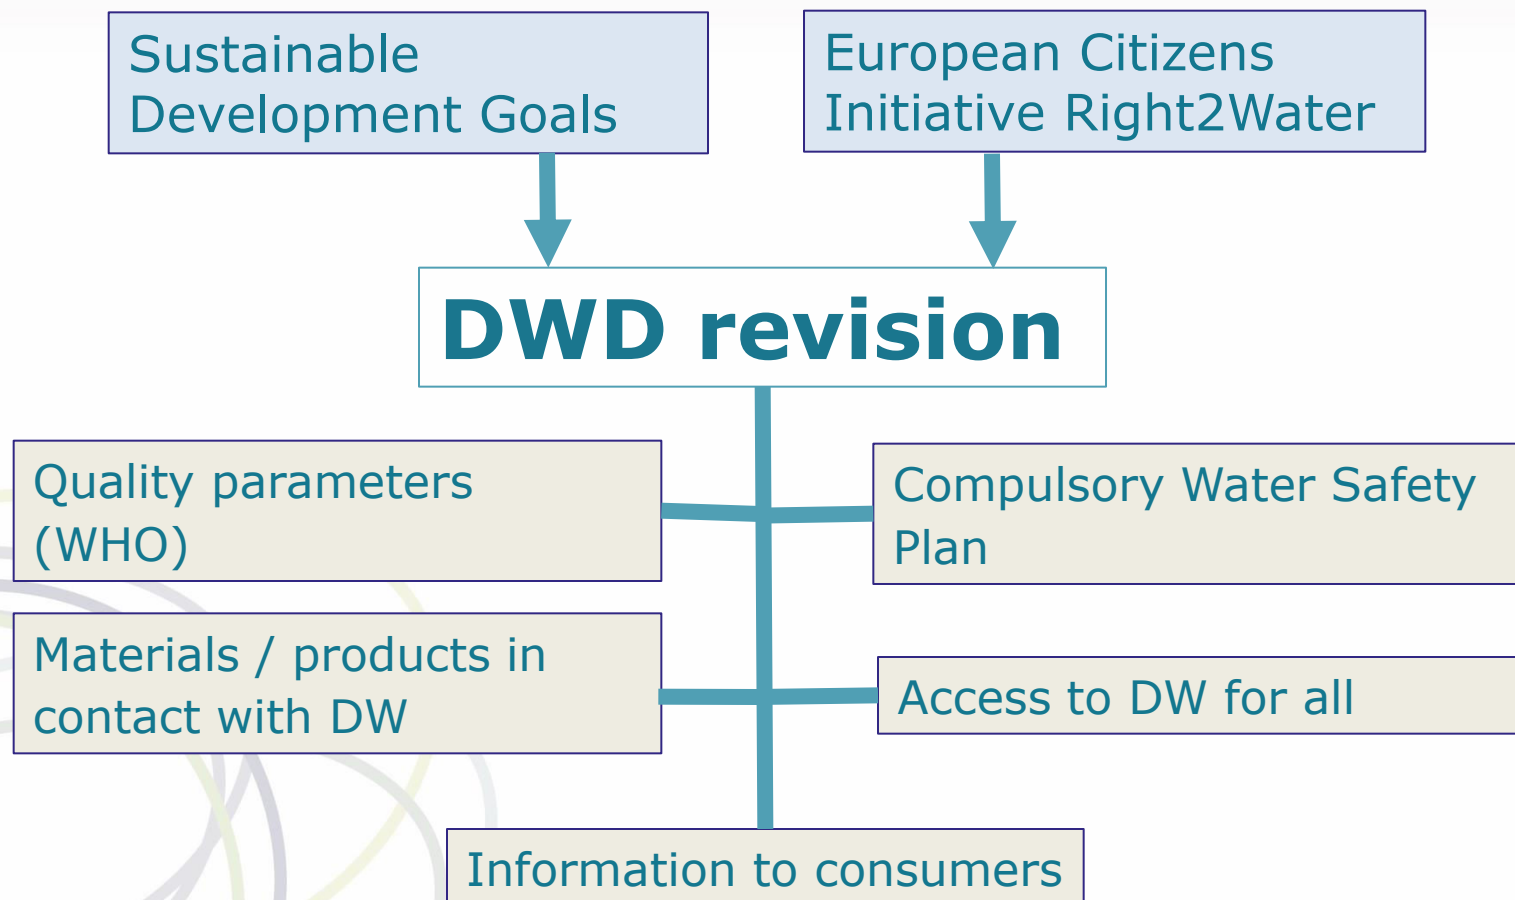 Sustainable
Development Goals
European Citizens
Initiative Right2Water
DWD revision
Quality parameters
(WHO)
Compulsory Water Safety
Plan
Materials / products in
contact with DW
Access to DW for all
Information to consumers